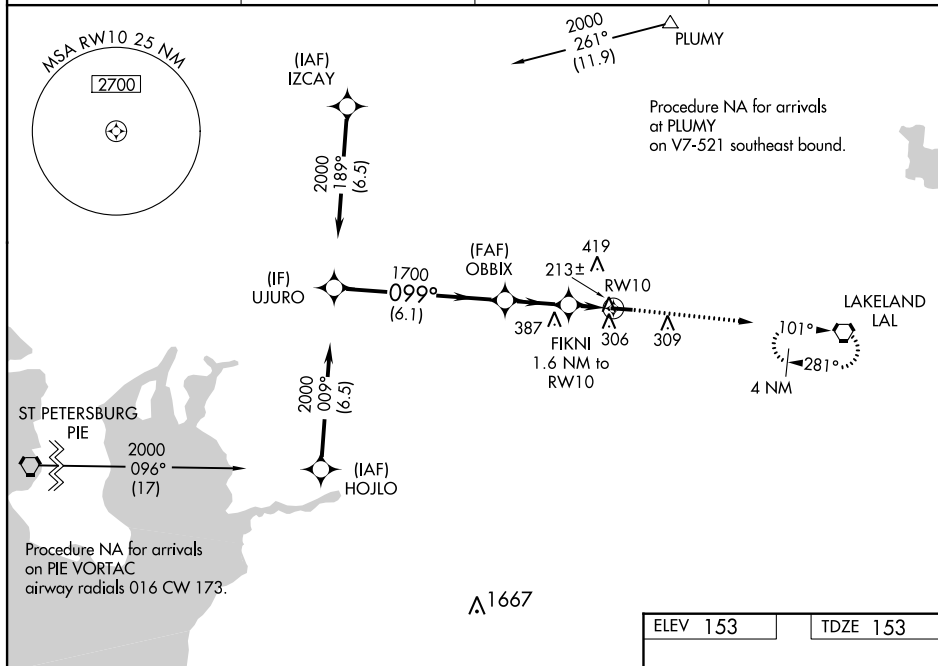 MSA RW10 25 NM
2700
(IAF)
IZCAY
2000
189°
(6.5)
2000
261°
(11.9)
PLUMY
Procedure NA for arrivals
at PLUMY
on V7-521 southeast bound.
(IF)
UJURO
1700
099°
(6.1)
(FAF)
OBBIX
419
213±
RW10
387
FIKNI
1.6 NM to
RW10
306
309
LAKELAND
LAL
101°
281°
4 NM
2000
009°
(6.5)
(IAF)
HOJLO
ST PETERSBURG
PIE
2000
096°
(17)
Procedure NA for arrivals
on PIE VORTAC
airway radials 016 CW 173.
1667
ELEV 153
TDZE 153